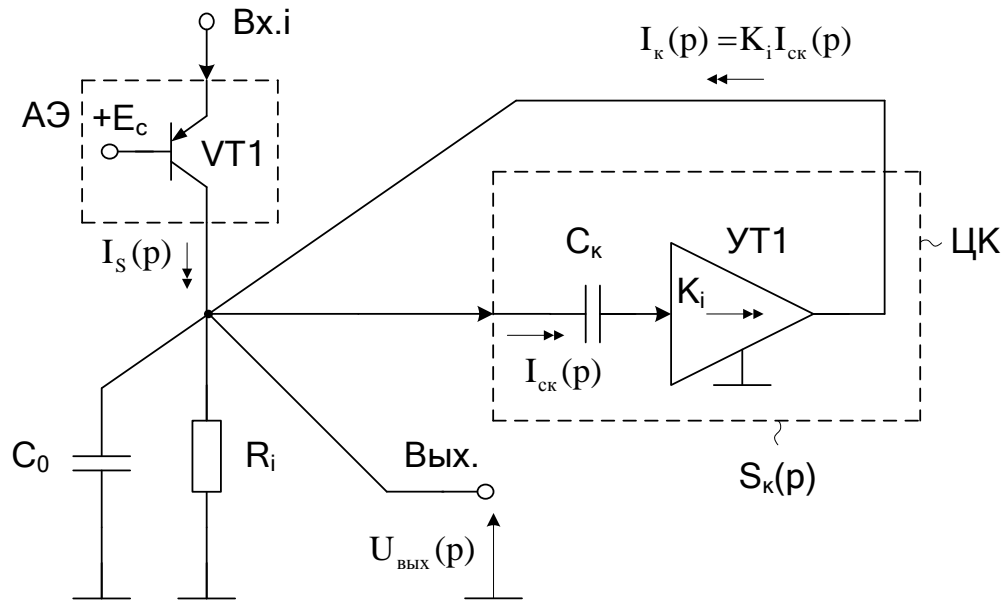 Вх.i
I_к(p) = K_i I_ск(p)
АЭ
+E_с
VT1
I_S(p)
C_к
УТ1
ЦК
K_i
I_ск(p)
C_0
R_i
Вых.
S_к(p)
U_вых(p)